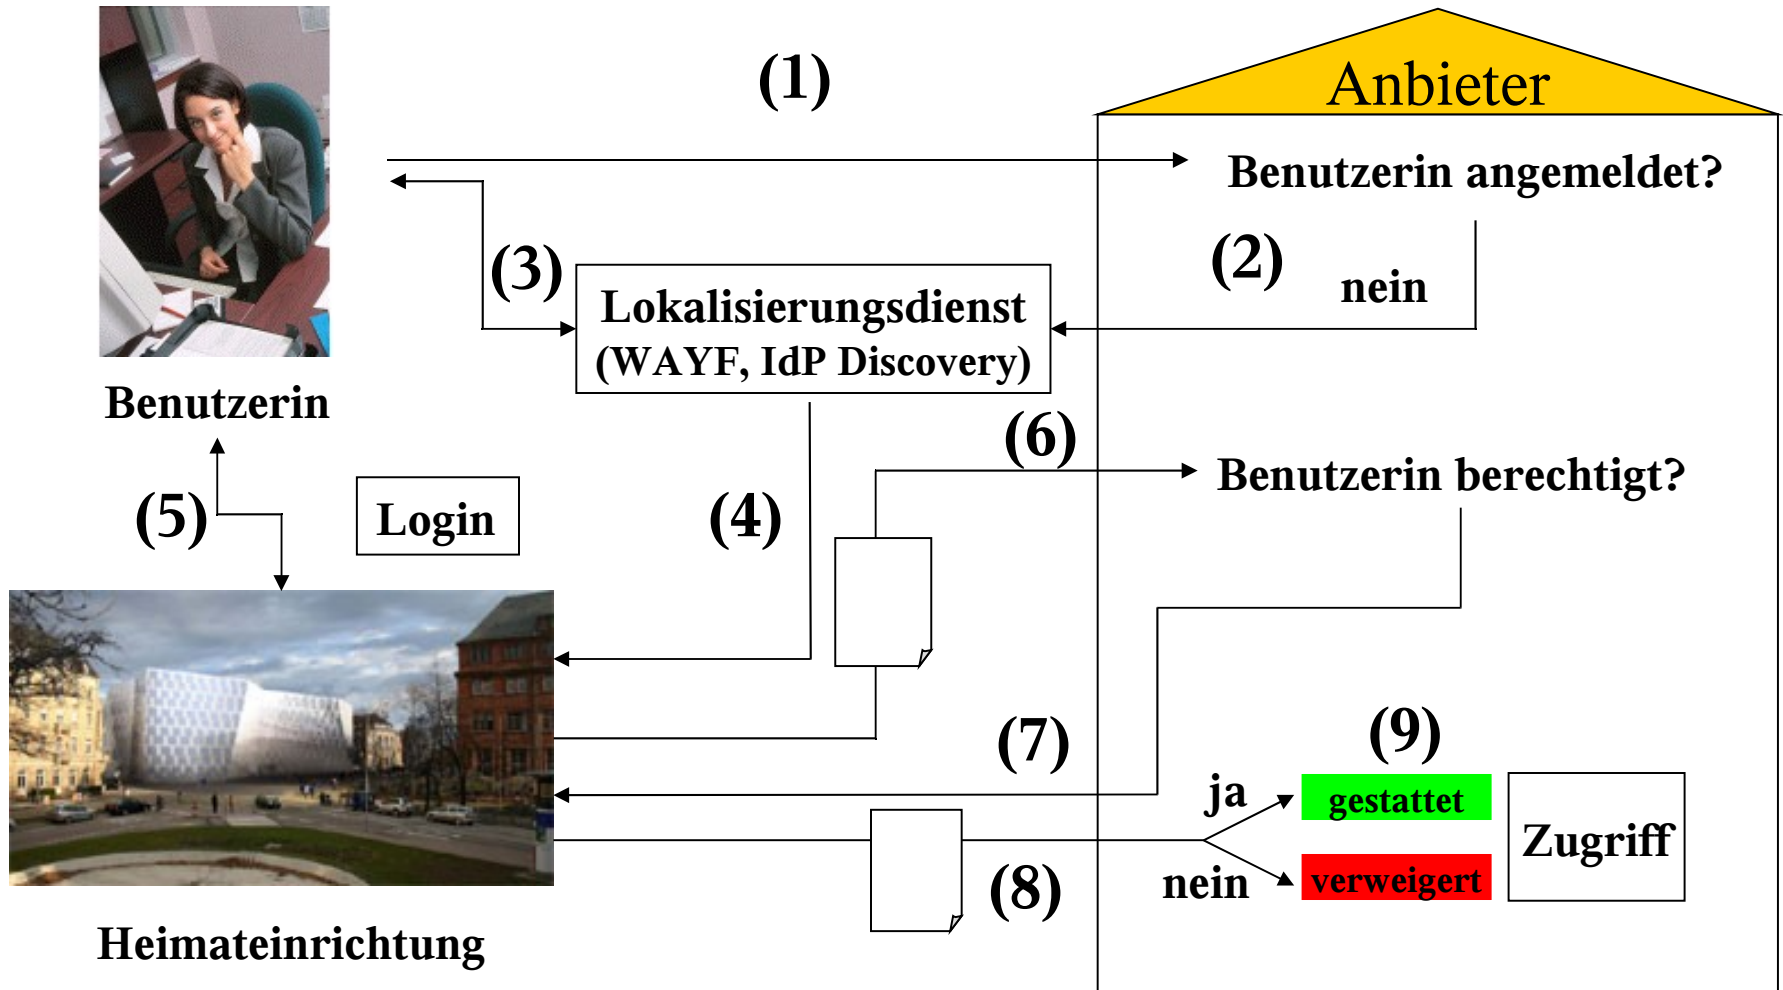 (1)
Anbieter
Benutzerin angemeldet?
(2)
nein
(3)
Lokalisierungsdienst
(WAYF, IdP Discovery)
Benutzerin
(6)
Benutzerin berechtigt?
(5)
Login
(4)
(7)
(9)
ja
gestattet
Zugriff
nein
verweigert
(8)
Heimateinrichtung